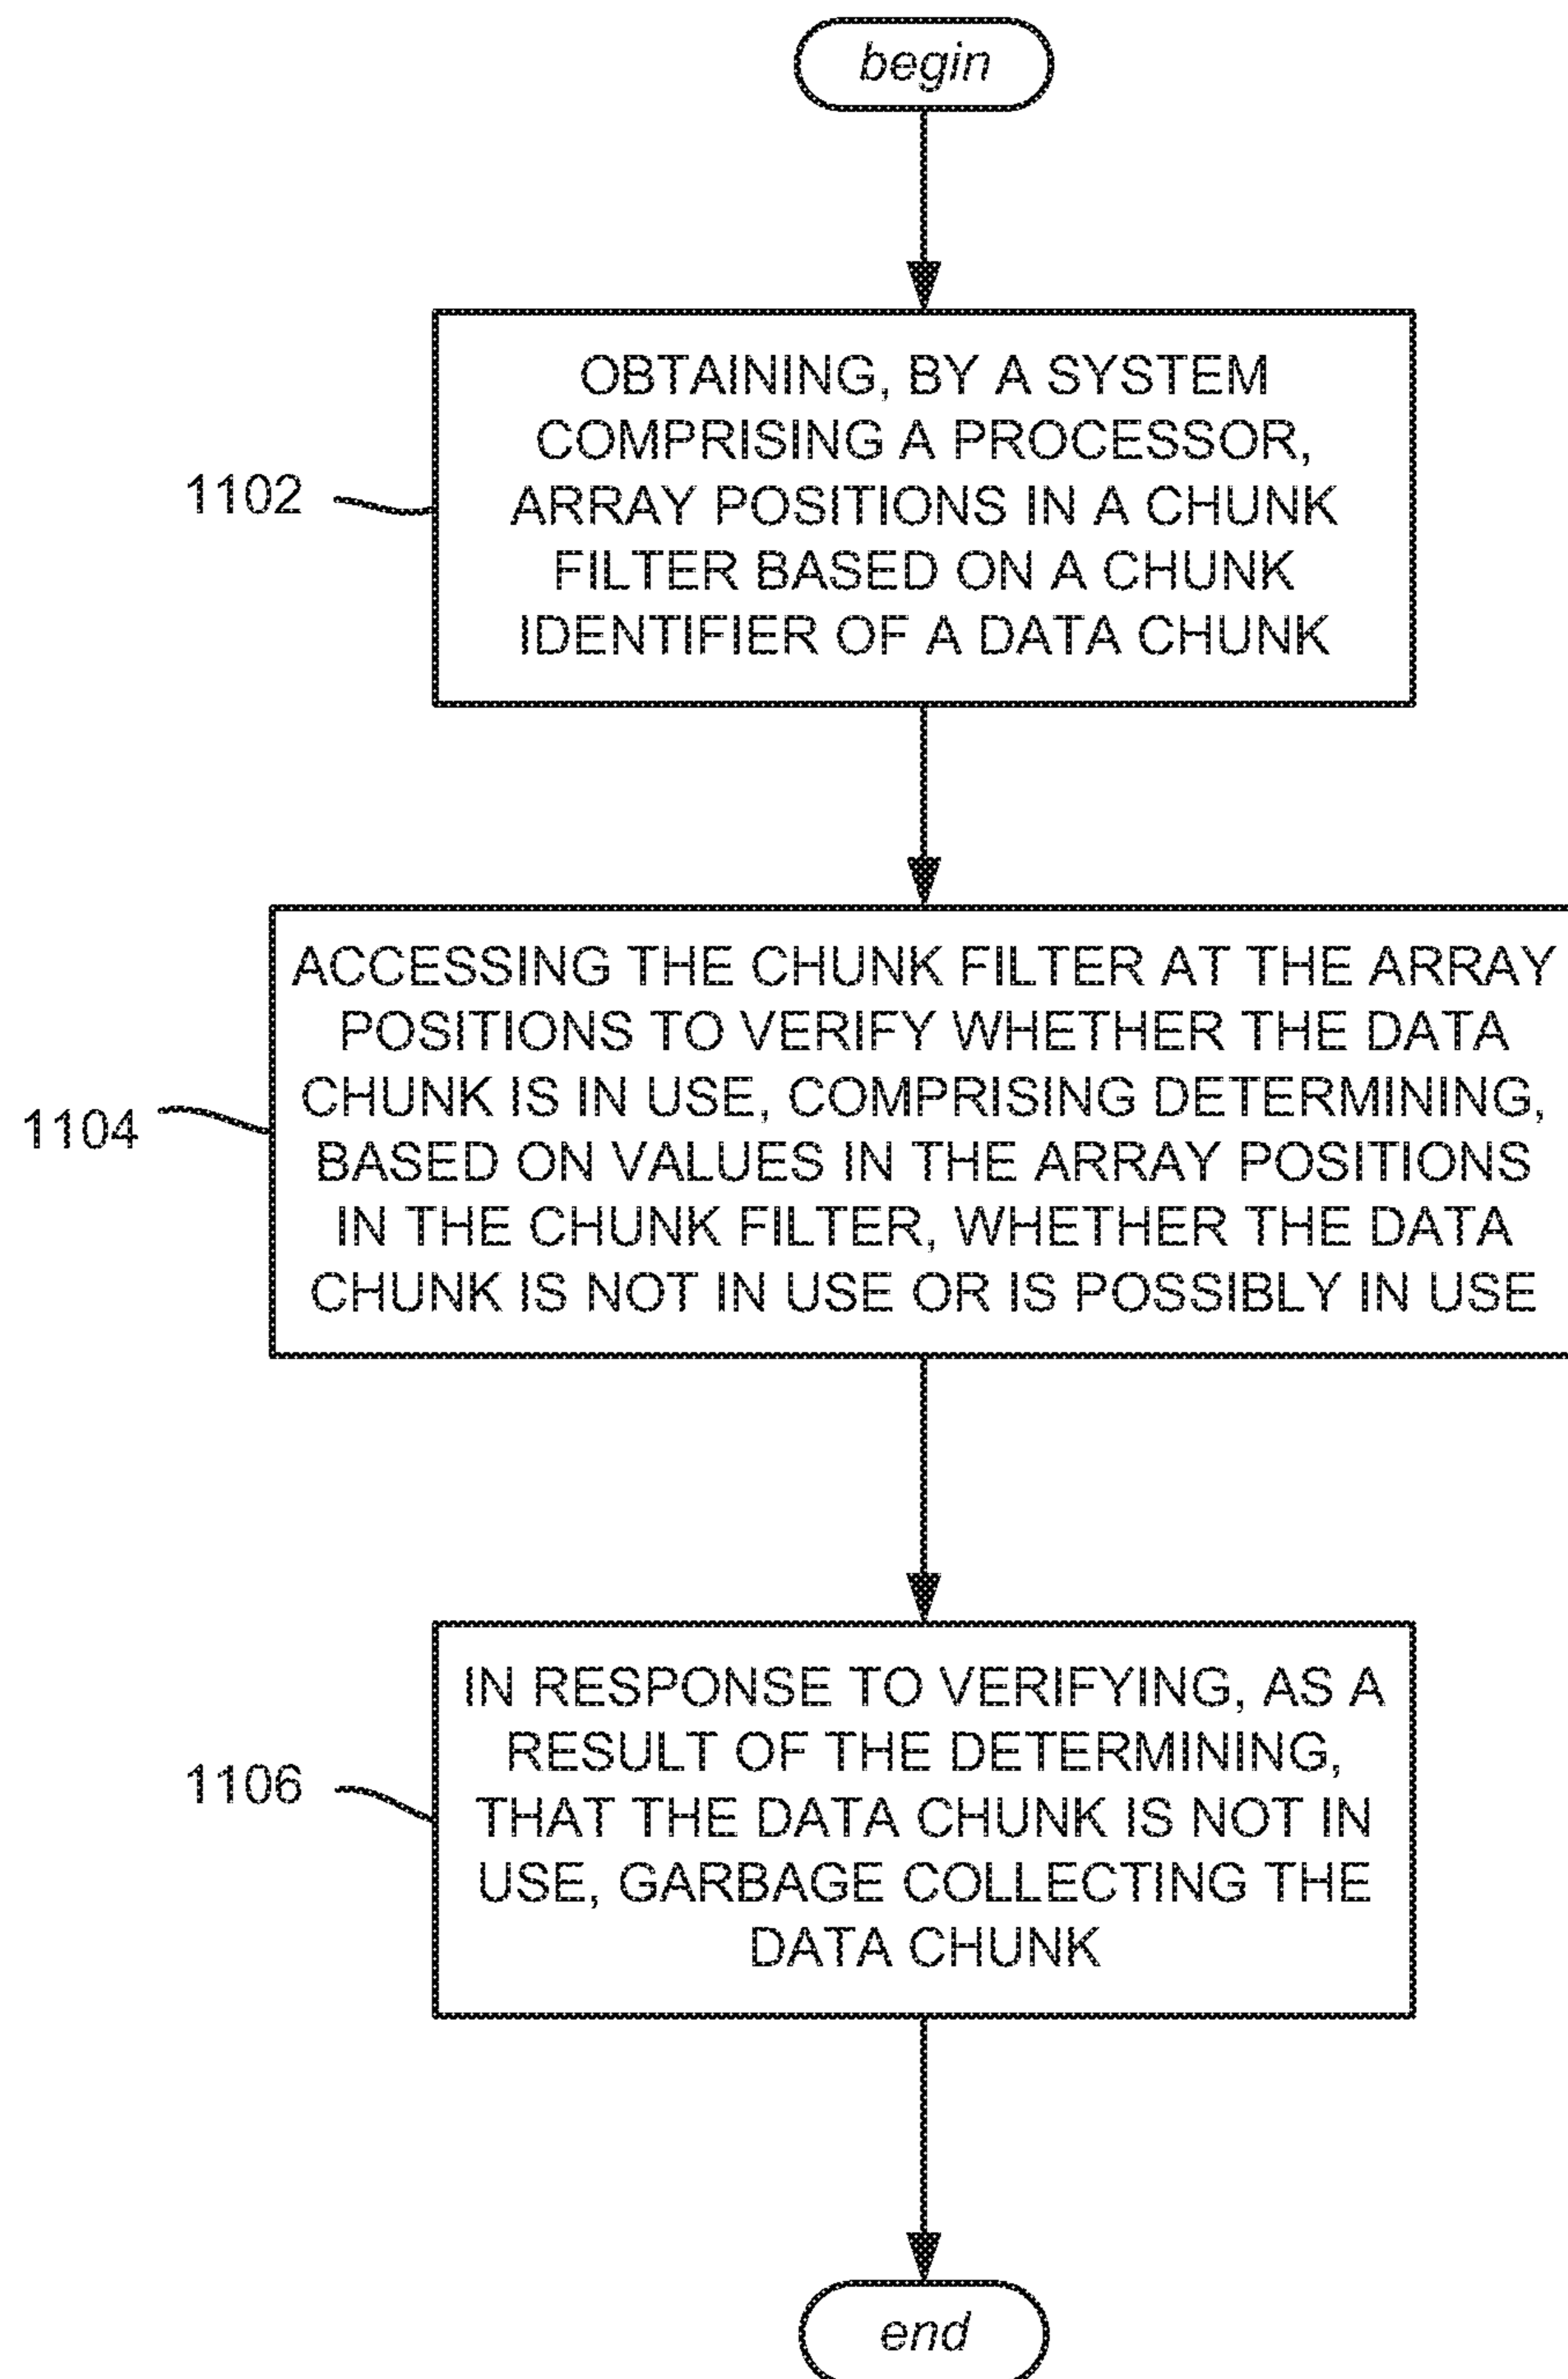 begin
OBTAINING, BY A SYSTEM
COMPRISING A PROCESSOR,
ARRAY POSITIONS IN A CHUNK
FILTER BASED ON A CHUNK
IDENTIFIER OF A DATA CHUNK
1102
ACCESSING THE CHUNK FILTER AT THE ARRAY
POSITIONS TO VERIFY WHETHER THE DATA
CHUNK IS IN USE, COMPRISING DETERMINING,
BASED ON VALUES IN THE ARRAY POSITIONS
IN THE CHUNK FILTER, WHETHER THE DATA
CHUNK IS NOT IN USE OR IS POSSIBLY IN USE
1104
IN RESPONSE TO VERIFYING, AS A
RESULT OF THE DETERMINING,
THAT THE DATA CHUNK IS NOT IN
USE, GARBAGE COLLECTING THE
DATA CHUNK
1106
end